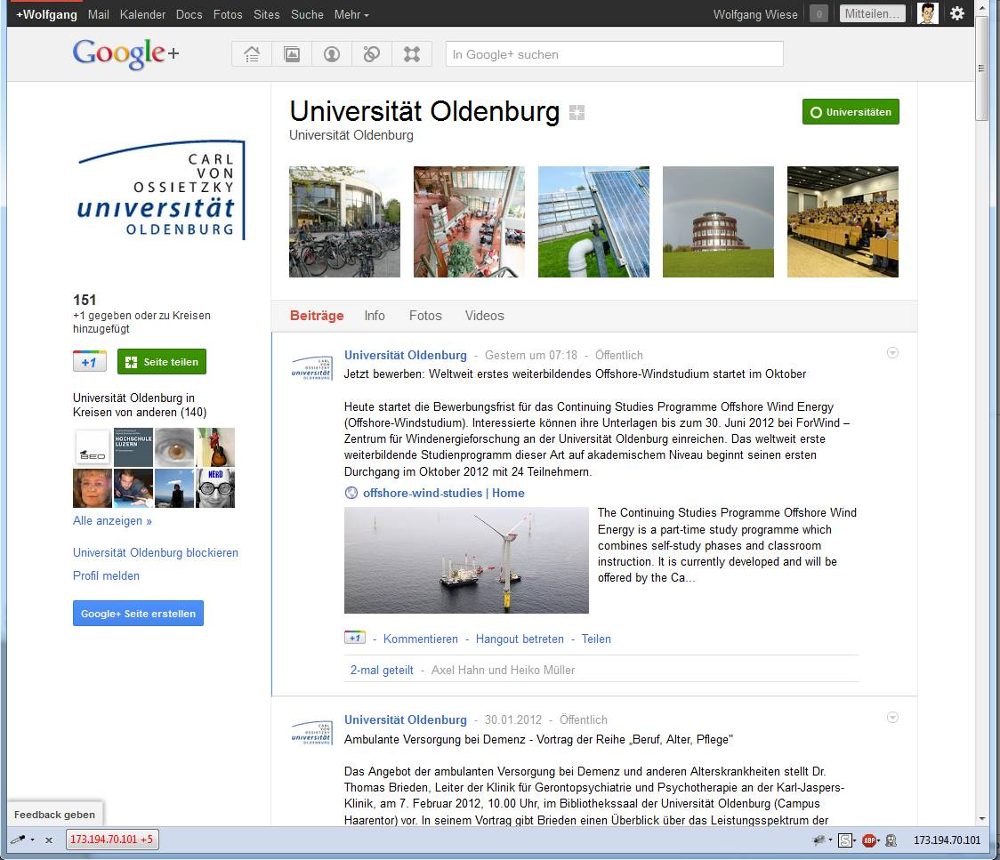 +Wolfgang Mail Kalender Docs Fotos Sites Suche Mehr
Wolfgang Wiese 0 Mitteilen...
Google+
In Google+ suchen
CARL
VON
OSSIETZKY
universität
OLDENBURG
151
+1 gegeben oder zu Kreisen
hinzugefügt
+1 Seite teilen
Universität Oldenburg in
Kreisen von anderen (140)
BEO
HOCHSCHULE
LUZERN
NERD
Alle anzeigen »
Universität Oldenburg blockieren
Profil melden
Google+ Seite erstellen
Universität Oldenburg
Universitäten
Universität Oldenburg
Beiträge Info Fotos Videos
CARL
VON
OSSIETZKY
universität
OLDENBURG
Universität Oldenburg - Gestern um 07:18 - Öffentlich
Jetzt bewerben: Weltweit erstes weiterbildendes Offshore-Windstudium startet im Oktober
Heute startet die Bewerbungsfrist für das Continuing Studies Programme Offshore Wind Energy
(Offshore-Windstudium). Interessierte können ihre Unterlagen bis zum 30. Juni 2012 bei ForWind –
Zentrum für Windenergieforschung an der Universität Oldenburg einreichen. Das weltweit erste
weiterbildende Studienprogramm dieser Art auf akademischem Niveau beginnt seinen ersten
Durchgang im Oktober 2012 mit 24 Teilnehmern.
offshore-wind-studies | Home
The Continuing Studies Programme Offshore Wind
Energy is a part-time study programme which
combines self-study phases and classroom
instruction. It is currently developed and will be
offered by the Ca...
+1 - Kommentieren - Hangout betreten - Teilen
2-mal geteilt - Axel Hahn und Heiko Müller
CARL
VON
OSSIETZKY
universität
OLDENBURG
Universität Oldenburg - 30.01.2012 - Öffentlich
Ambulante Versorgung bei Demenz - Vortrag der Reihe „Beruf, Alter, Pflege"
Das Angebot der ambulanten Versorgung bei Demenz und anderen Alterskrankheiten stellt Dr.
Thomas Brieden, Leiter der Klinik für Gerontopsychiatrie und Psychotherapie an der Karl-Jaspers-
Klinik, am 7. Februar 2012, 10.00 Uhr, im Bibliothekssaal der Universität Oldenburg (Campus
Haarentor) vor. In seinem Vortrag gibt Brieden einen Überblick über das Leistungsspektrum der
Feedback geben
173.194.70.101 +5
S
ABP
173.194.70.101